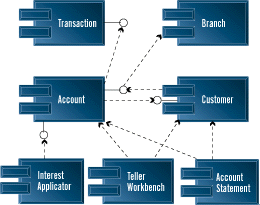 Transaction
Branch
Account
Customer
Interest
Applicator
Teller
Workbench
Account
Statement